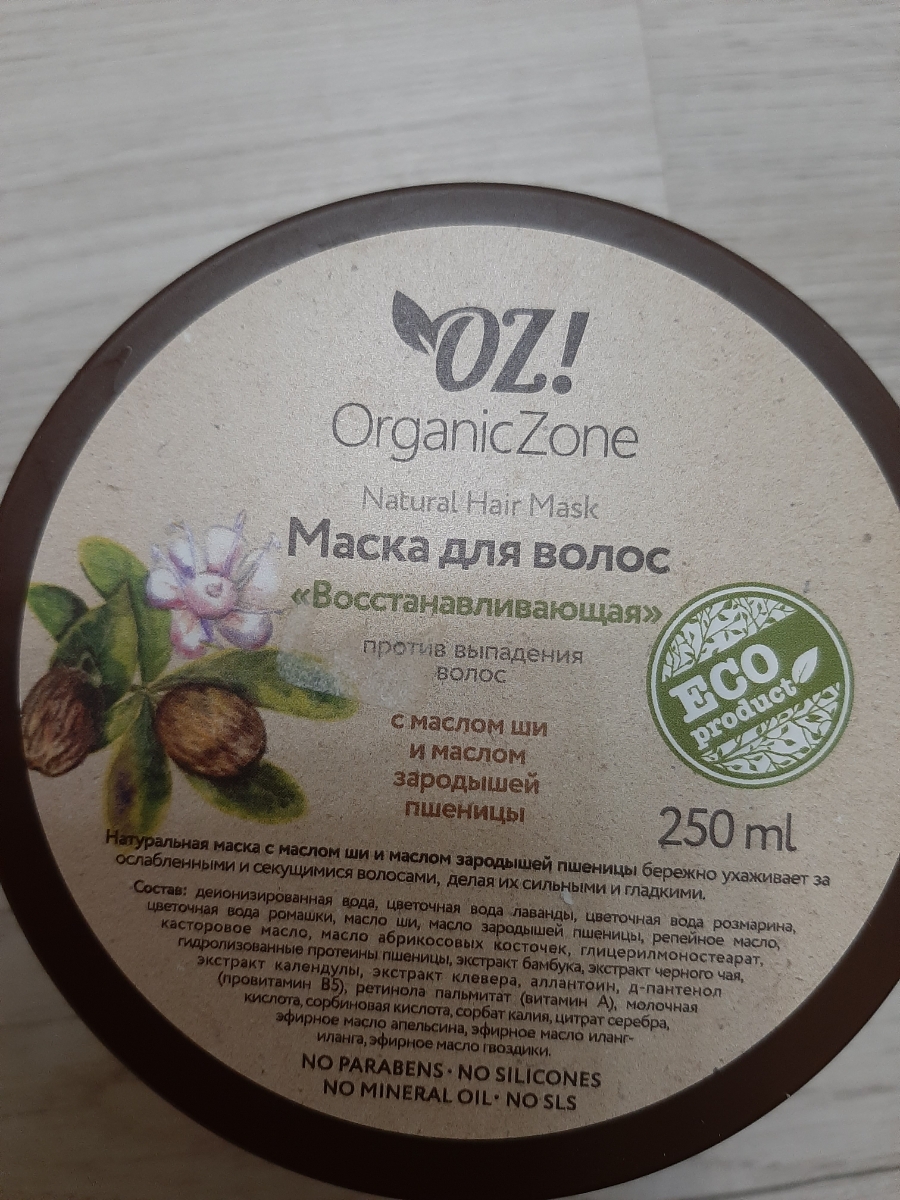 OZ!
OrganicZone
Natural Hair Mask
Маска для волос
«Восстанавливающая»
против выпадения
волос
с маслом ши
и маслом
зародышей
пшеницы
ECO
product
250 ml
Натуральная маска с маслом ши и маслом зародышей пшеницы бережно ухаживает за
ослабленными и секущимися волосами, делая их сильными и гладкими.
Состав: деионизированная вода, цветочная вода лаванды, цветочная вода розмарина,
цветочная вода ромашки, масло ши, масло зародышей пшеницы, репейное масло,
касторовое масло, масло абрикосовых косточек, глицерилмоностеарат,
гидролизованные протеины пшеницы, экстракт бамбука, экстракт черного чая,
экстракт календулы, экстракт клевера, аллантоин, д-пантенол
(провитамин В5), ретинола пальмитат (витамин А), молочная
кислота, сорбиновая кислота, сорбат калия, цитрат серебра,
эфирное масло апельсина, эфирное масло иланг-
иланга, эфирное масло гвоздики.
NO PARABENS · NO SILICONES
NO MINERAL OIL · NO SLS